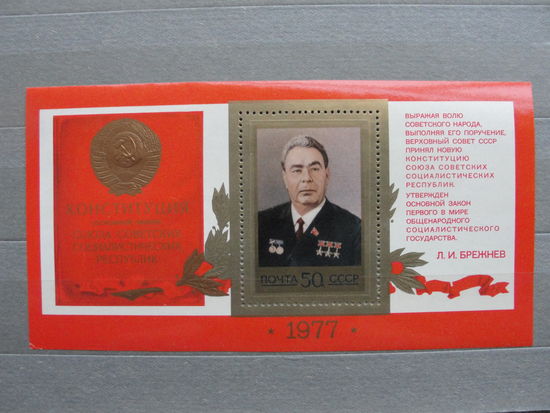 КОНСТИТУЦИЯ
СОЮЗА СОВЕТСКИХ
СОЦИАЛИСТИЧЕСКИХ
РЕСПУБЛИК
ПОЧТА 50 СССР
* 1977 *
ВЫРАЖАЯ ВОЛЮ
СОВЕТСКОГО НАРОДА,
ВЫПОЛНЯЯ ЕГО ПОРУЧЕНИЕ,
ВЕРХОВНЫЙ СОВЕТ СССР
ПРИНЯЛ НОВУЮ
КОНСТИТУЦИЮ
СОЮЗА СОВЕТСКИХ
СОЦИАЛИСТИЧЕСКИХ
РЕСПУБЛИК.
УТВЕРЖДЕН
ОСНОВНОЙ ЗАКОН
ПЕРВОГО В МИРЕ
ОБЩЕНАРОДНОГО
СОЦИАЛИСТИЧЕСКОГО
ГОСУДАРСТВА.
Л. И. БРЕЖНЕВ